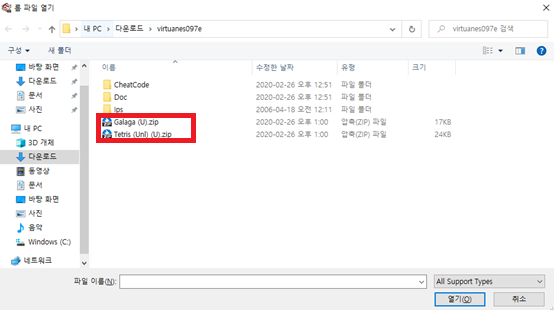 롬 파일 열기
내 PC > 다운로드 > virtuanes097e
virtuanes097e 검색
구성 새 폴더
이름 수정한 날짜 유형 크기
바탕 화면
다운로드
문서
사진
내 PC
3D 개체
다운로드
동영상
문서
바탕 화면
사진
음악
Windows (C:)
네트워크
CheatCode 2020-02-26 오후 12:51 파일 폴더
Doc 2020-02-26 오후 12:51 파일 폴더
Ips 2006-04-18 오후 12:11 파일 폴더
Galaga (U).zip 2020-02-26 오후 1:00 압축(ZIP) 파일 17KB
Tetris (Unl) (U).zip 2020-02-26 오후 1:00 압축(ZIP) 파일 24KB
파일 이름(N):
All Support Types
열기(O) 취소